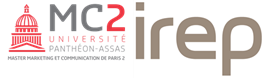 MC2
UNIVERSITÉ
PANTHÉON-ASSAS
MASTER MARKETING ET COMMUNICATION DE PARIS 2
irep